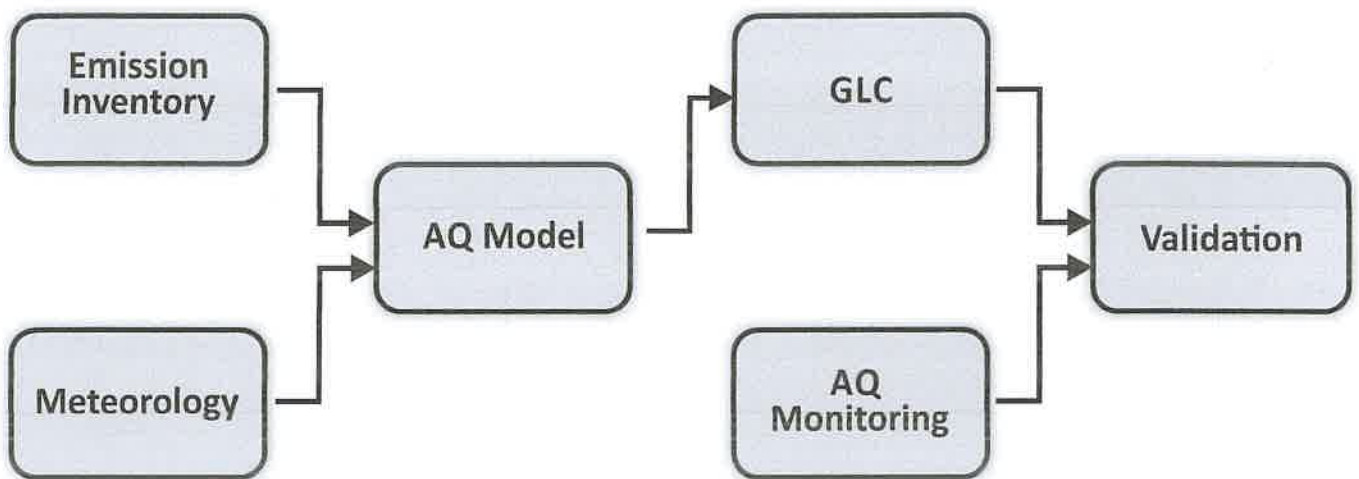 Emission
Inventory
GLC
AQ Model
Validation
Meteorology
AQ
Monitoring